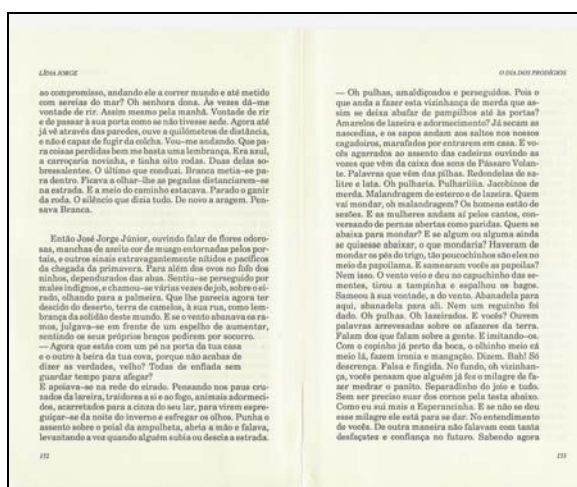 LÍDIA JORGE
ao compromisso, andando ele a correr mundo e até metido
com sereias do mar? Oh senhora dona. Às vezes dá-me
vontade de rir. Assim mesmo pela manhã. Vontade de rir
e de passar à sua porta como se não tivesse sede. Agora até
já vê através das paredes, ouve a quilómetros de distância,
e não é capaz de fugir da colcha. Vou-me andando. Que pa-
ra coisas perdidas bem me basta uma lembrança. Era azul,
a carroçaria novinha, e tinha oito rodas. Duas delas so-
bressalentes. O último que conduzi. Branca metia-se pa-
ra dentro. Ficava a olhar-lhe as pegadas distanciarem-se
na estrada. E a meio do caminho estacava. Parado o ganir
da roda. O silêncio que dizia tudo. De novo a aragem. Pen-
sava Branca.
Então José Jorge Júnior, ouvindo falar de flores odoro-
sas, manchas de azeite cor de musgo entornadas pelos por-
tais, e outros sinais extravagantemente nítidos e pacíficos
da chegada da primavera. Para além dos ovos no fofo dos
ninhos, dependurados das abas. Sentiu-se perseguido por
males indignos, e chamou-se várias vezes de job, sobre o ei-
rado, olhando para a palmeira. Que lhe parecia agora ter
descido do deserto, terra de camelos, à sua rua, como lem-
brança da solidão deste mundo. E se o vento abanava os ra-
mos, julgava-se em frente de um espelho de aumentar,
sentindo os seus próprios braços pedirem por socorro.
— Agora que estás com um pé na porta da tua casa
e o outro à beira da tua cova, porque não acabas de
dizer as verdades, velho? Todas de enfiada sem
guardar tempo para afegar?
E apoiava-se na rede do eirado. Pensando nos paus cru-
zados da lareira, traidores a si e ao fogo, animais adormeci-
dos, acarretados para a cinza do seu lar, para virem espre-
guiçar-se da noite do inverno e esfregar os olhos. Punha o
assento sobre o poial da ampulheta, abria a mão e falava,
levantando a voz quando alguém subia ou descia a estrada.
152
O DIA DOS PRODÍGIOS
— Oh pulhas, amaldiçoados e perseguidos. Pois o
que anda a fazer esta vizinhança de merda que as-
sim se deixa abafar de pampilhos até às portas?
Amarelos de lazeira e adormecimento? Já secam as
nascedias, e os sapos andam aos saltos nos nossos
cagadoiros, marafados por entrarem em casa. E vo-
cês agarrados ao assento das cadeiras ouvindo as
vozes que vêm da caixa dos sons de Pássaro Volan-
te. Palavras que vêm das pilhas. Redondelas de sa-
litre e lata. Oh pulharia. Pulhariiia. Jacobinos de
merda. Malandragem de esterco e de lazeira. Quem
vai mondar, oh malandragem? Os homens estão de
sezões. E as mulheres andam aí pelos cantos, con-
versando de pernas abertas como paridas. Quem se
abaixa para mondar? E se algum ou alguma ainda
se quisesse abaixar, o que mondaria? Haveram de
mondar os pés do trigo, tão poucochinhos são eles no
meio da papoilama. E samearam vocês as papoilas?
Nem isso. O vento veio e deu no capuchinho das se-
mentes, tirou a tampinha e espalhou os bagos.
Sameou à sua vontade, a do vento. Abanadela para
aqui, abanadela para ali. Nem um reguinho foi
dado. Oh pulhas. Oh lazeirados. E vocês? Ouvem
palavras arrevesadas sobre os afazeres da terra.
Falam dos que falam sobre a gente. E imitando-os.
Com o copinho já perto da boca, o olhinho meio cá
meio lá, fazem ironia e mangação. Dizem. Bah! Só
descrença. Falsa e fingida. No fundo, oh vizinhan-
ça, vocês pensam que alguém já fes o milagre de fa-
zer medrar o panito. Separadinho do joio e tudo.
Sem ser preciso suar dos cornos pela testa abaixo.
Como eu sui mais a Esperancinha. E se não se deu
esse milagre ele está para se dar. No entendimento
de vocês. De outra maneira não falavam com tanta
desfaçatez e confiança no futuro. Sabendo agora
153